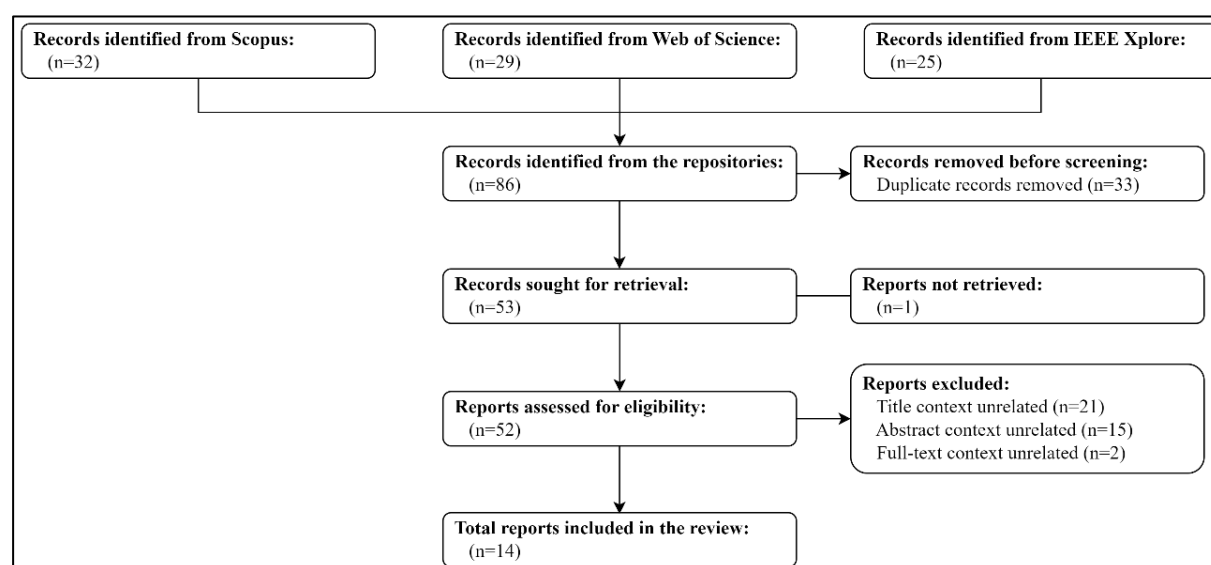 Records identified from Scopus:
(n=32)
Records identified from Web of Science:
(n=29)
Records identified from IEEE Xplore:
(n=25)
Records identified from the repositories:
(n=86)
Records removed before screening:
Duplicate records removed (n=33)
Records sought for retrieval:
(n=53)
Reports not retrieved:
(n=1)
Reports assessed for eligibility:
(n=52)
Reports excluded:
Title context unrelated (n=21)
Abstract context unrelated (n=15)
Full-text context unrelated (n=2)
Total reports included in the review:
(n=14)